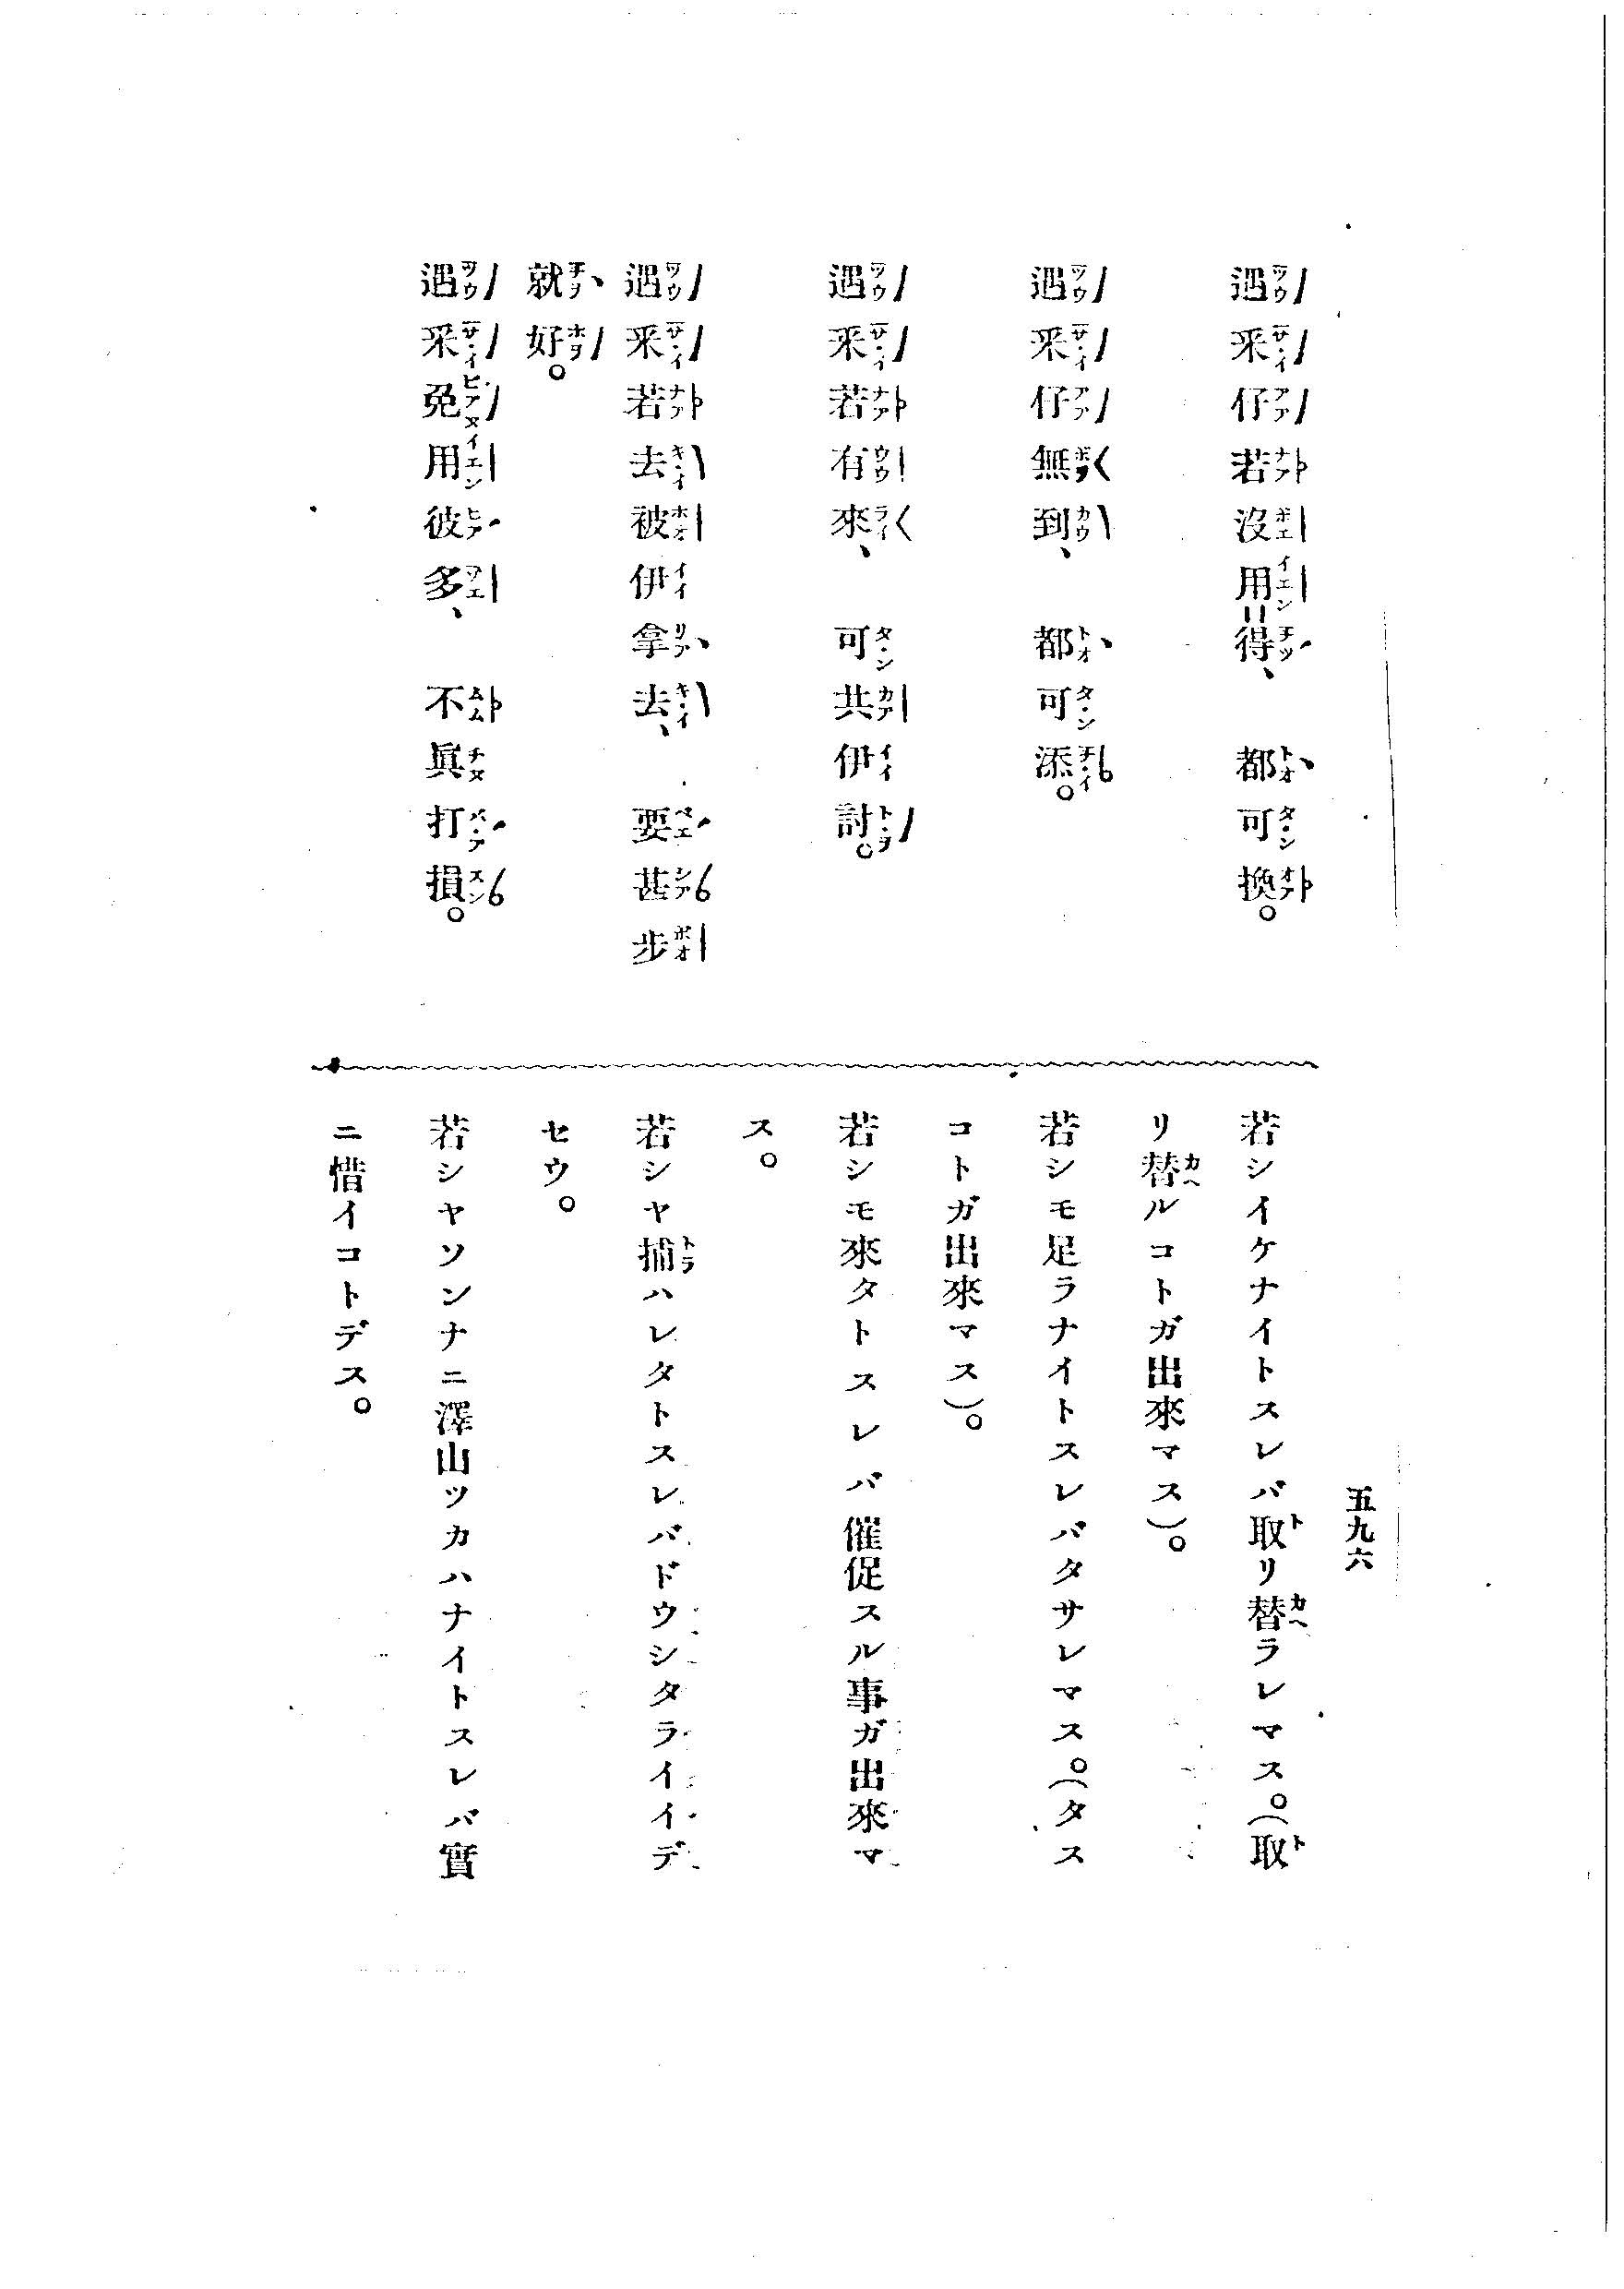 遇采仔若沒用＝得、都可換。
遇采仔無到、都可添。
遇采若有來、可共伊討。
遇采若去被伊拿去、要甚步
就好。
遇采免用彼多、不眞打損。
五九六
若シイケナイトスレバ取リ替ラレマス。(取
リ替ルコトガ出來マス)。
若シモ足ラナイトスレバタサレマス。(タス
コトガ出來マス)。
若シモ來タトスレバ催促スル事ガ出來マ
ス。
若シヤ捕ハレタトスレバドウシタライイデ
セウ。
若シヤソンナニ澤山ツカハナイトスレバ實
ニ惜イコトデス。